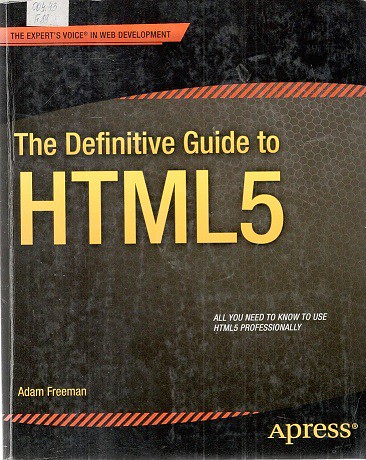 THE EXPERT'S VOICE® IN WEB DEVELOPMENT
The Definitive Guide to
HTML5
ALL YOU NEED TO KNOW TO USE
HTML5 PROFESSIONALLY
Adam Freeman
Apress®